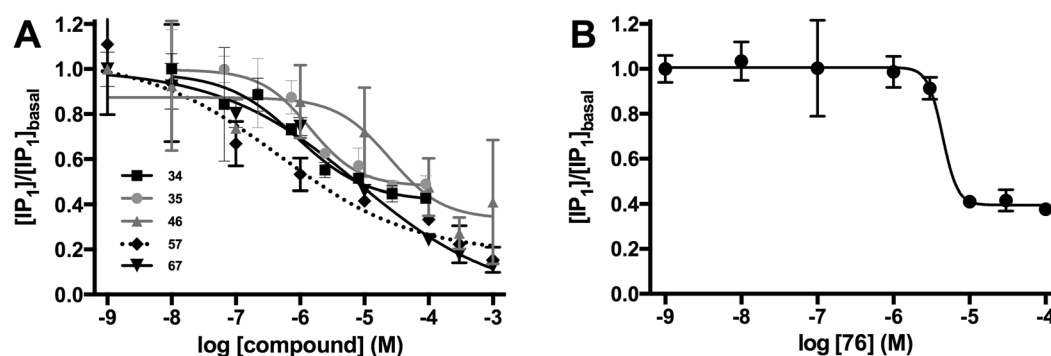 A
[IP1]/[IP1]basal
1.2
1.0
0.8
0.6
0.4
0.2
0.0
34
35
46
57
67
-9 -8 -7 -6 -5 -4 -3
log [compound] (M)
B
[IP1]/[IP1]basal
1.2
1.0
0.8
0.6
0.4
0.2
0.0
-9 -8 -7 -6 -5 -4
log [76] (M)